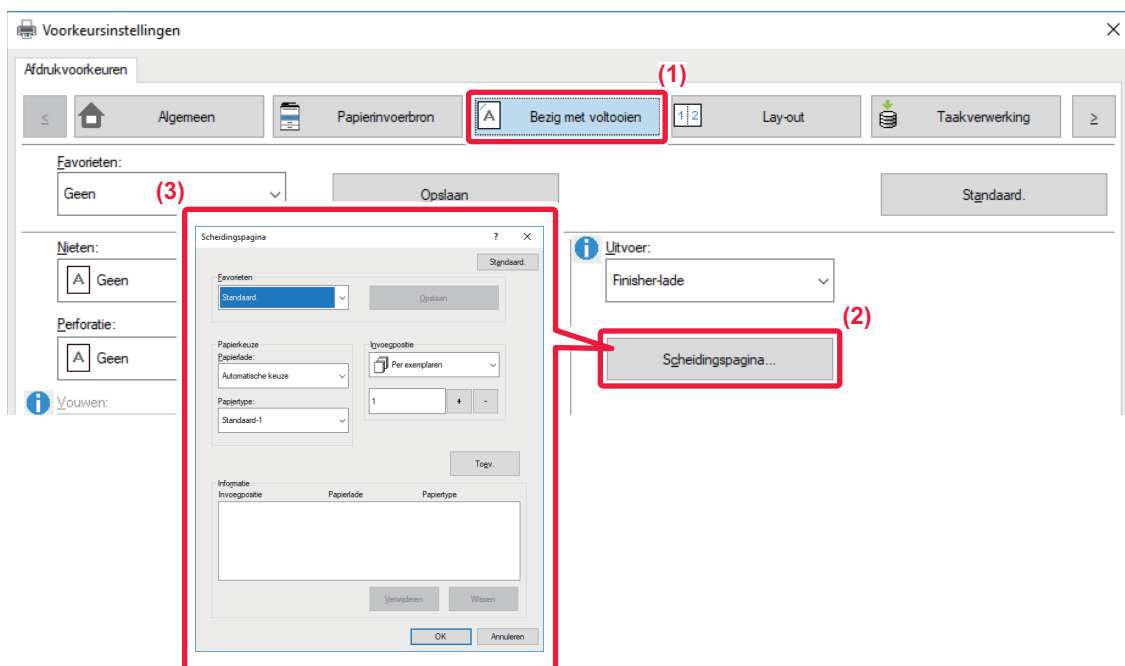 Voorkeursinstellingen
Afdrukvoorkeuren
(1)
<
Algemeen
Papierinvoerbron
A
Bezig met voltooien
1 2
Lay-out
Taakverwerking
>
Favorieten:
Geen
(3)
Opslaan
Standaard.
Nieten:
A Geen
Perforatie:
A Geen
Vouwen:
Scheidingspagina ? ×
Standaard.
Favorieten
Standaard.
Opslaan
Papierkeuze
Papierlade:
Automatische keuze
Papiertype:
Standaard-1
Invoegpositie
Per exemplaren
1 + -
Toev.
Informatie
Invoegpositie Papierlade Papiertype
Verwijderen Wissen
OK Annuleren
i Uitvoer:
Finisher-lade
(2)
Scheidingspagina...